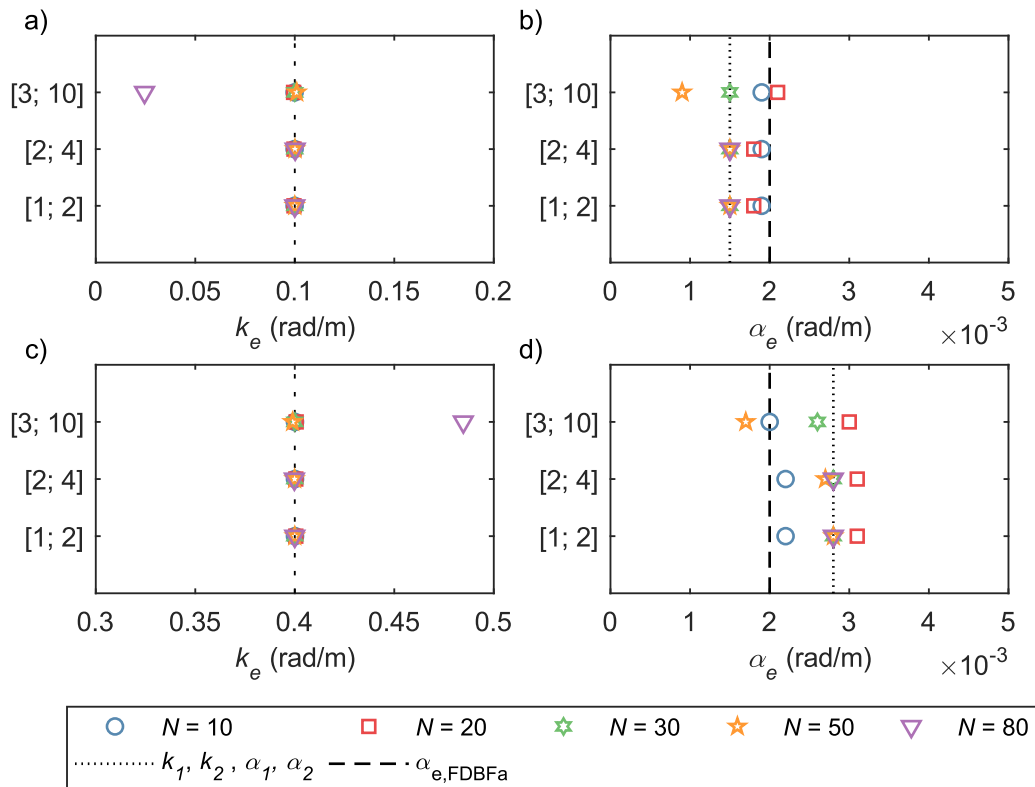 a)
[3; 10]
[2; 4]
[1; 2]
0 0.05 0.1 0.15 0.2
k_e (rad/m)
b)
[3; 10]
[2; 4]
[1; 2]
0 1 2 3 4 5
α_e (rad/m)
×10^-3
c)
[3; 10]
[2; 4]
[1; 2]
0.3 0.35 0.4 0.45 0.5
k_e (rad/m)
d)
[3; 10]
[2; 4]
[1; 2]
0 1 2 3 4 5
α_e (rad/m)
×10^-3
N = 10 N = 20 N = 30 N = 50 N = 80
k_1, k_2 , α_1, α_2 α_e,FDBFa